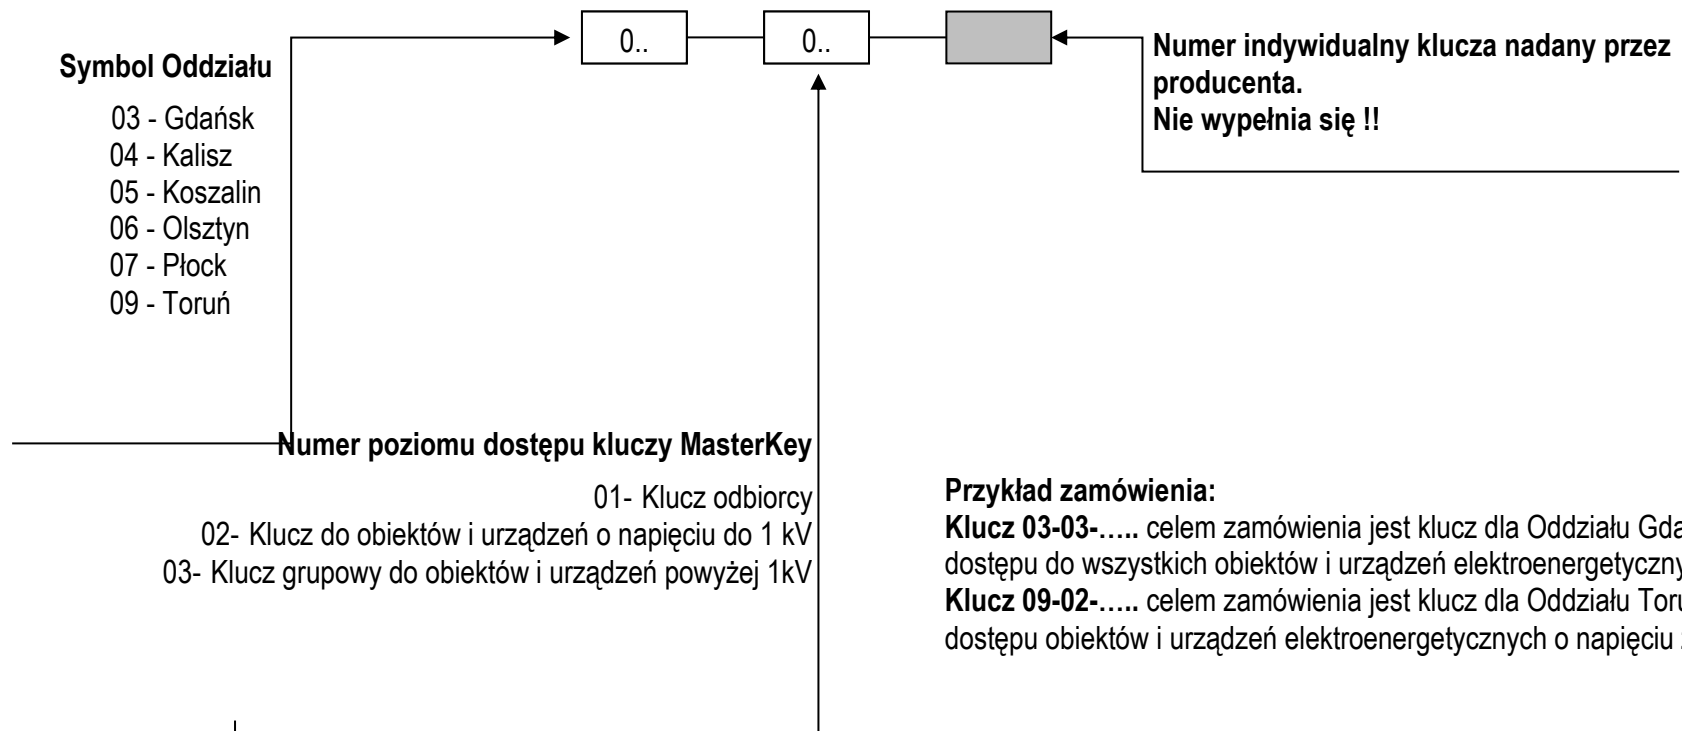 0..
0..
Symbol Oddziału
03 - Gdańsk
04 - Kalisz
05 - Koszalin
06 - Olsztyn
07 - Płock
09 - Toruń
Numer indywidualny klucza nadany przez
producenta.
Nie wypełnia się !!
Numer poziomu dostępu kluczy MasterKey
01- Klucz odbiorcy
02- Klucz do obiektów i urządzeń o napięciu do 1 kV
03- Klucz grupowy do obiektów i urządzeń powyżej 1kV
Przykład zamówienia:
Klucz 03-03-….. celem zamówienia jest klucz dla Oddziału
dostępu do wszystkich obiektów i urządzeń
Klucz 09-02-….. celem zamówienia jest klucz dla Oddziału
dostępu obiektów i urządzeń elektroenergetycznych o napięciu